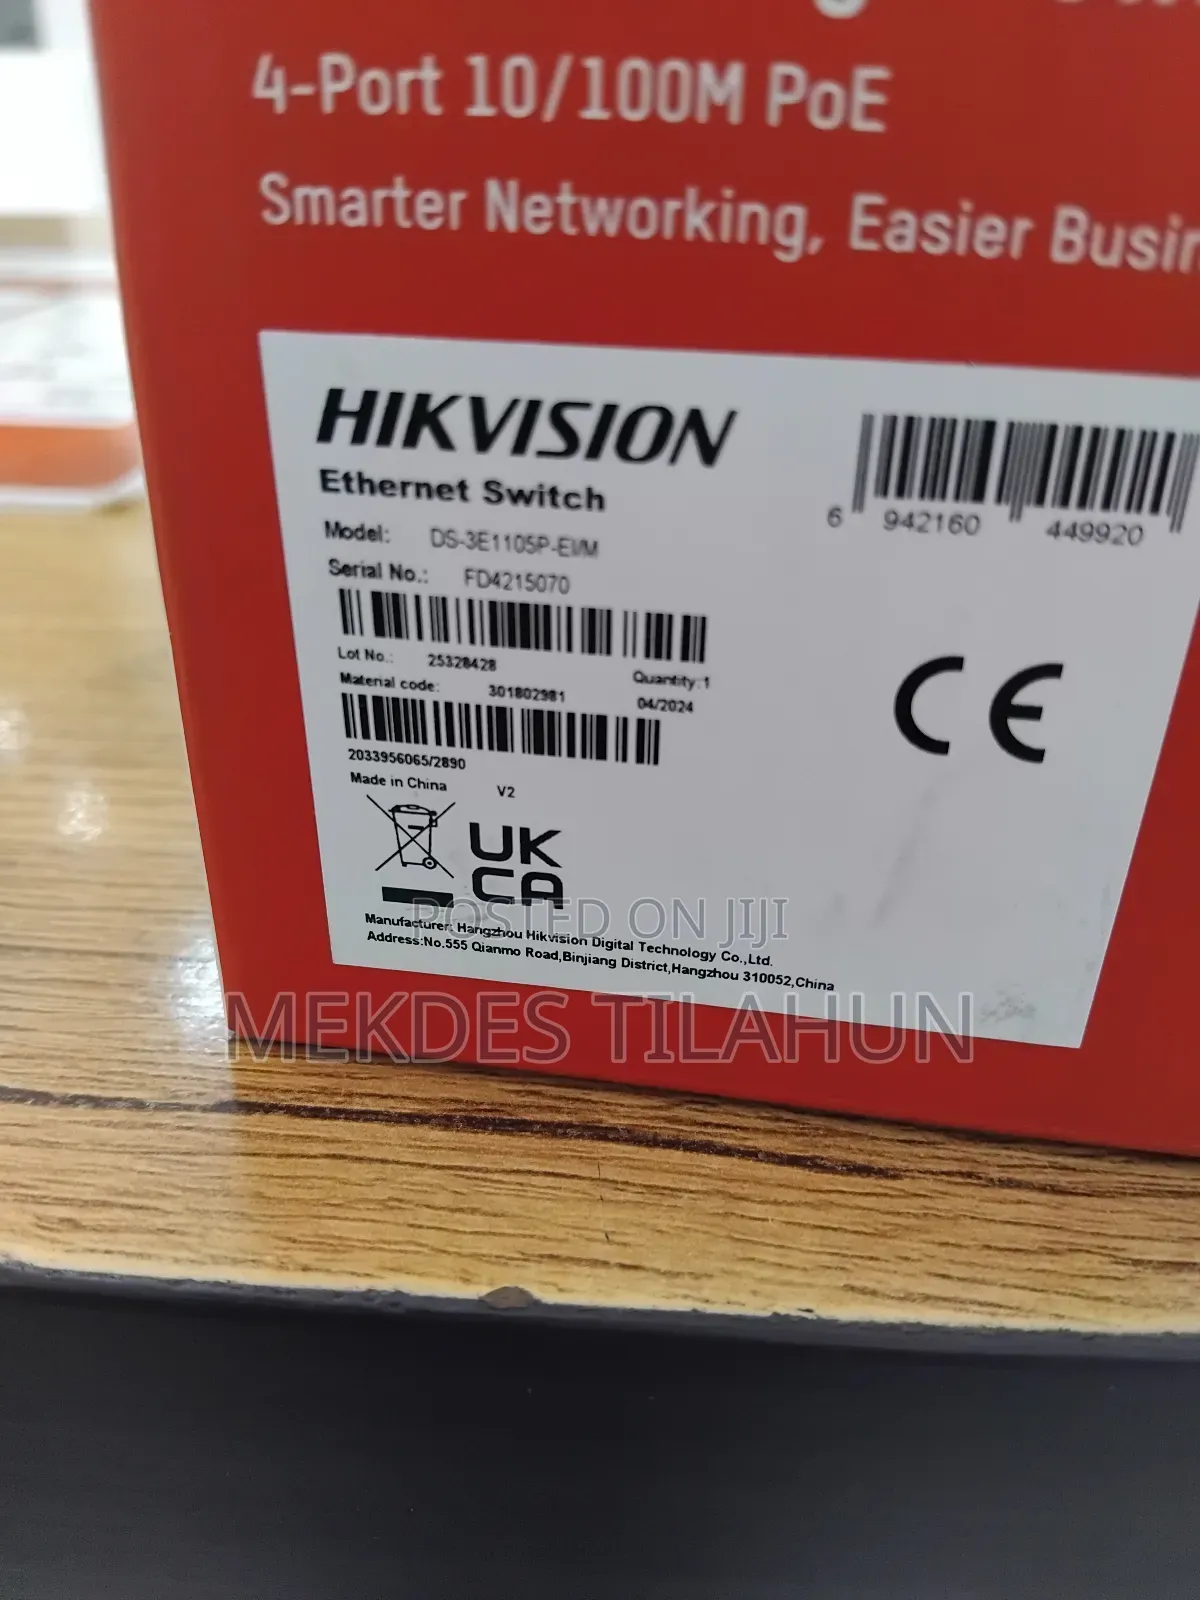 4-Port 10/100M PoE
Smarter Networking, Easier
HIKVISION
Ethernet Switch
Model: DS-3E1105P-EI/M
Serial No.: FD4215070
Lot No.: 25328428
Quantity:1
Material code: 301802981
04/2024
2033956065/2890
Made in China V2
6 942160 449920
CE
UK
CA
Manufacturer: Hangzhou Hikvision Digital Technology Co.,Ltd.
Address:No.555 Qianmo Road,Binjiang District,Hangzhou 310052,China
POSTED ON JIJI
MEKDES TILAHUN